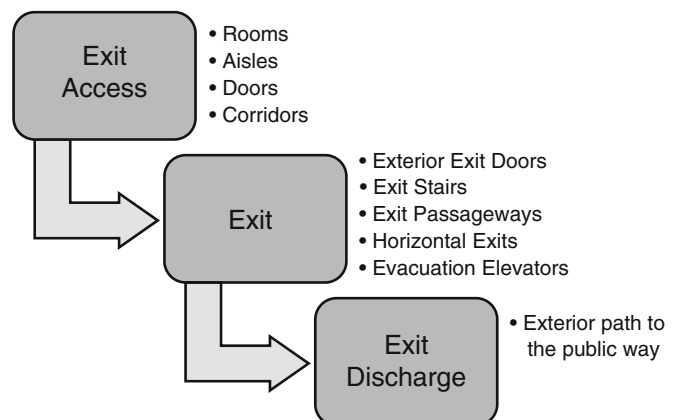 Exit
Access
• Rooms
• Aisles
• Doors
• Corridors
Exit
• Exterior Exit Doors
• Exit Stairs
• Exit Passageways
• Horizontal Exits
• Evacuation Elevators
Exit
Discharge
• Exterior path to
the public way